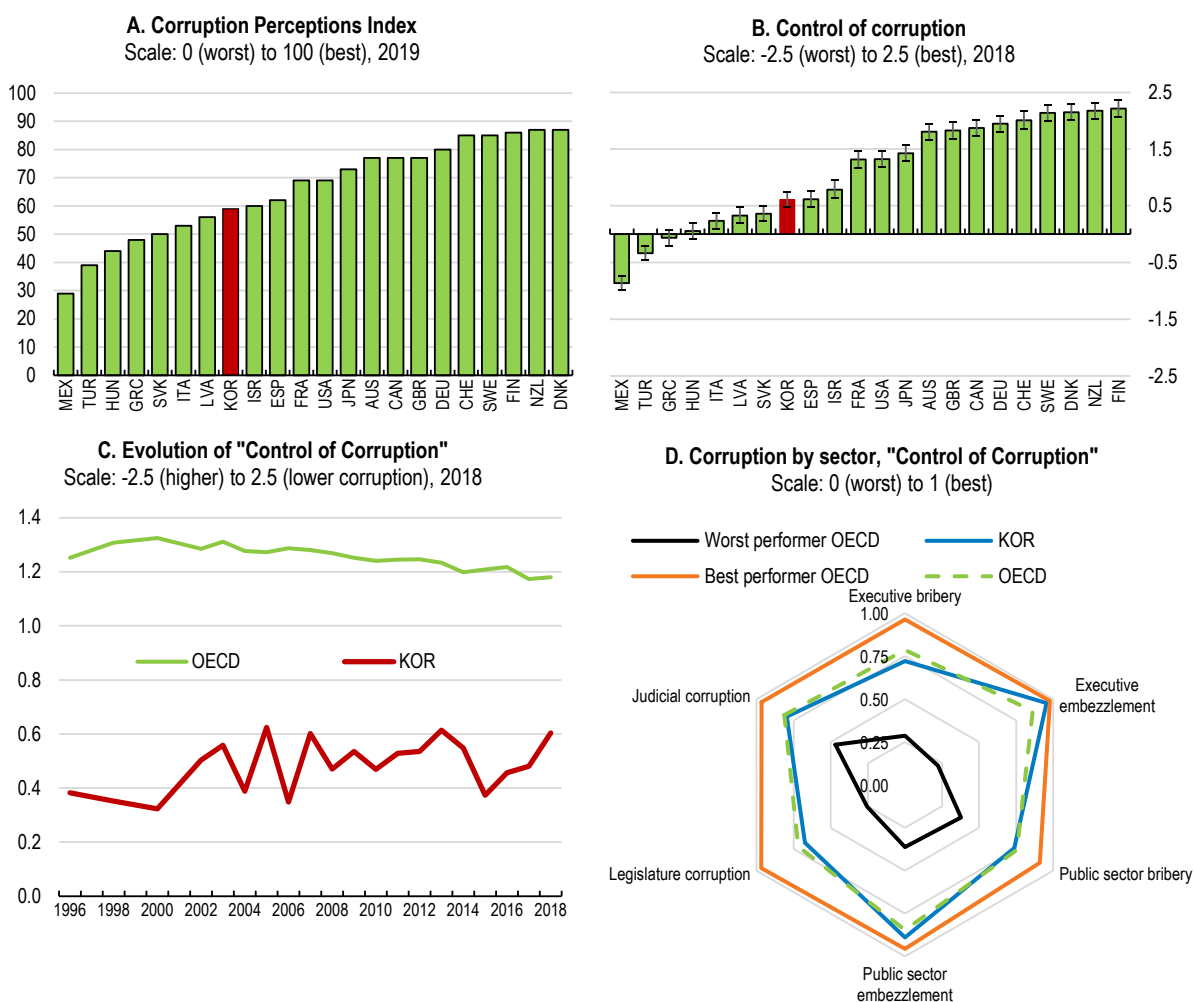 A. Corruption Perceptions Index
Scale: 0 (worst) to 100 (best), 2019
100
90
80
70
60
50
40
30
20
10
0
MEX TUR HUN GRC SVK ITA LVA KOR ISR ESP FRA USA JPN AUS CAN GBR DEU CHE SWE FIN NZL DNK
B. Control of corruption
Scale: -2.5 (worst) to 2.5 (best), 2018
2.5
1.5
0.5
-0.5
-1.5
-2.5
MEX TUR GRC HUN ITA LVA SVK KOR ESP ISR FRA USA JPN AUS GBR CAN DEU CHE SWE DNK NZL FIN
C. Evolution of "Control of Corruption"
Scale: -2.5 (higher) to 2.5 (lower corruption), 2018
1.4
1.2
1.0
0.8
0.6
0.4
0.2
0.0
OECD KOR
1996 1998 2000 2002 2004 2006 2008 2010 2012 2014 2016 2018
D. Corruption by sector, "Control of Corruption"
Scale: 0 (worst) to 1 (best)
Worst performer OECD KOR
Best performer OECD OECD
Executive bribery
1.00
0.75
0.50
0.25
0.00
Executive
embezzlement
Public sector bribery
Public sector
embezzlement
Legislature corruption
Judicial corruption